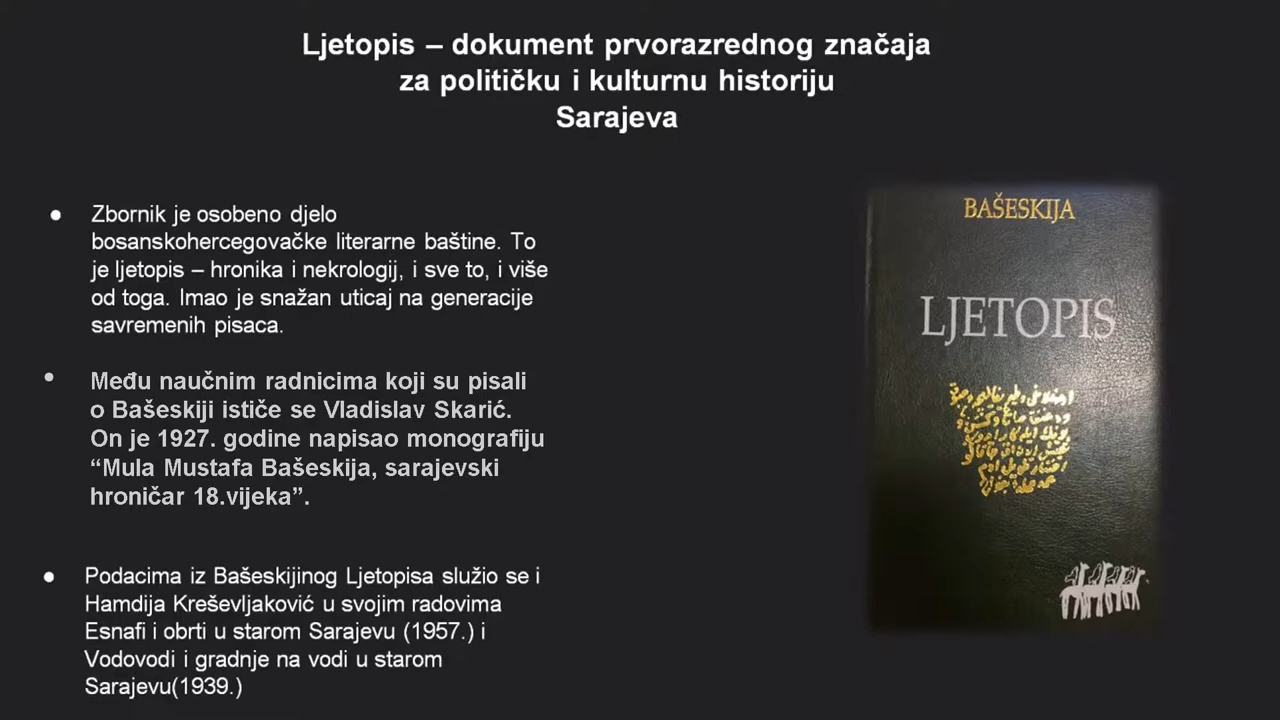 Ljetopis – dokument prvorazrednog značaja
za političku i kulturnu historiju
Sarajeva
● Zbornik je osobeno djelo
bosanskohercegovačke literarne baštine. To
je ljetopis – hronika i nekrologij, i sve to, i više
od toga. Imao je snažan uticaj na generacije
savremenih pisaca.
• Među naučnim radnicima koji su pisali
o Bašeskiji ističe se Vladislav Skarić.
On je 1927. godine napisao monografiju
“Mula Mustafa Bašeskija, sarajevski
hroničar 18.vijeka”.
● Podacima iz Bašeskijinog Ljetopisa služio se i
Hamdija Kreševljaković u svojim radovima
Esnafi i obrti u starom Sarajevu (1957.) i
Vodovodi i gradnje na vodi u starom
Sarajevu(1939.)
BAŠESKIJA
LJETOPIS